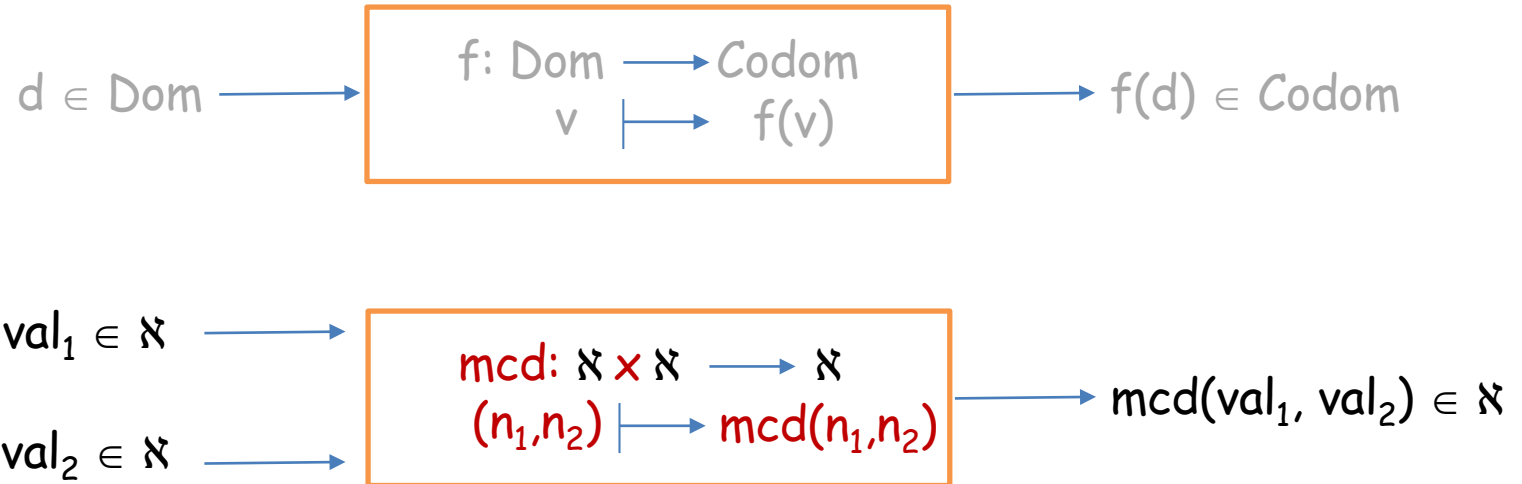 d ∈ Dom
f: Dom → Codom
v ↦ f(v)
f(d) ∈ Codom
val₁ ∈ ℵ
val₂ ∈ ℵ
mcd: ℵ x ℵ → ℵ
(n₁,n₂) ↦ mcd(n₁,n₂)
mcd(val₁, val₂) ∈ ℵ